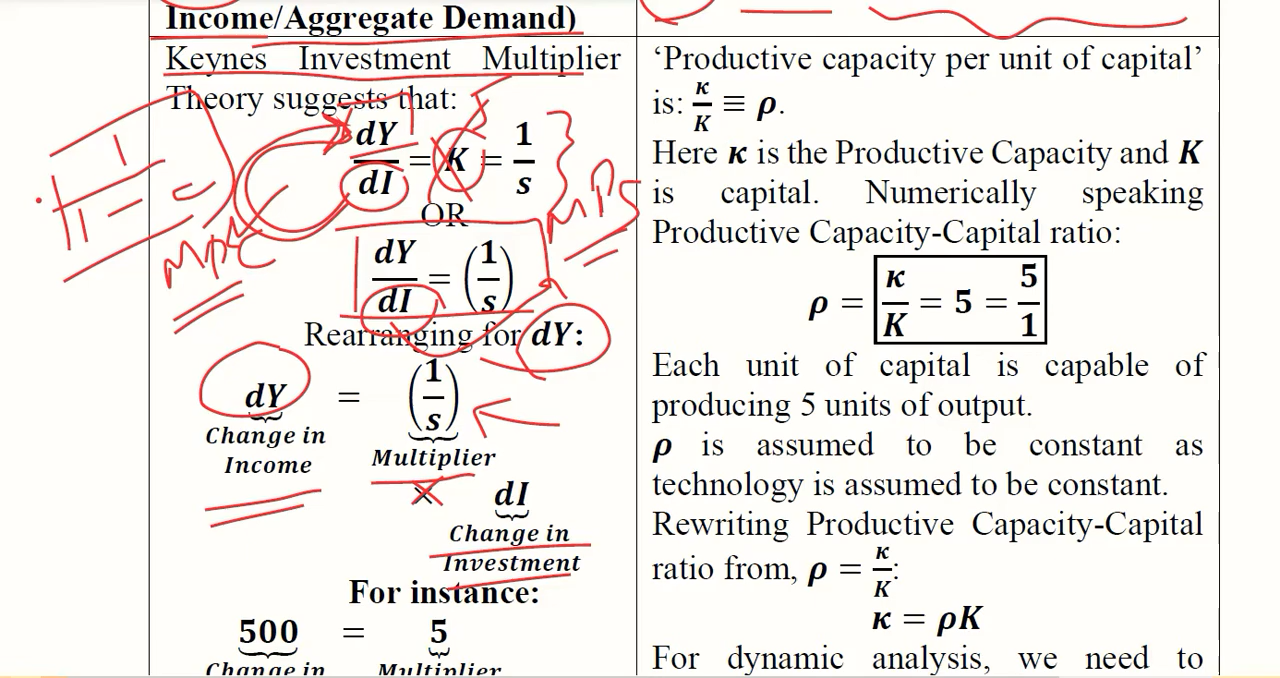 Income/Aggregate Demand)
Keynes Investment Multiplier
Theory suggests that:
dY/dI = K = 1/s
OR
dY/dI = (1/s)
Rearranging for dY:
dY = (1/s)
Change in Income
Multiplier
× dI
Change in
Investment
For instance:
500 = 5
Change in Multiplier
1
1 - c
MPC
MPS
‘Productive capacity per unit of capital’
is: κ/K ≡ ρ.
Here κ is the Productive Capacity and K
is capital. Numerically speaking
Productive Capacity-Capital ratio:
ρ = κ/K = 5 = 5/1
Each unit of capital is capable of
producing 5 units of output.
ρ is assumed to be constant as
technology is assumed to be constant.
Rewriting Productive Capacity-Capital
ratio from, ρ = κ/K:
κ = ρK
For dynamic analysis, we need to